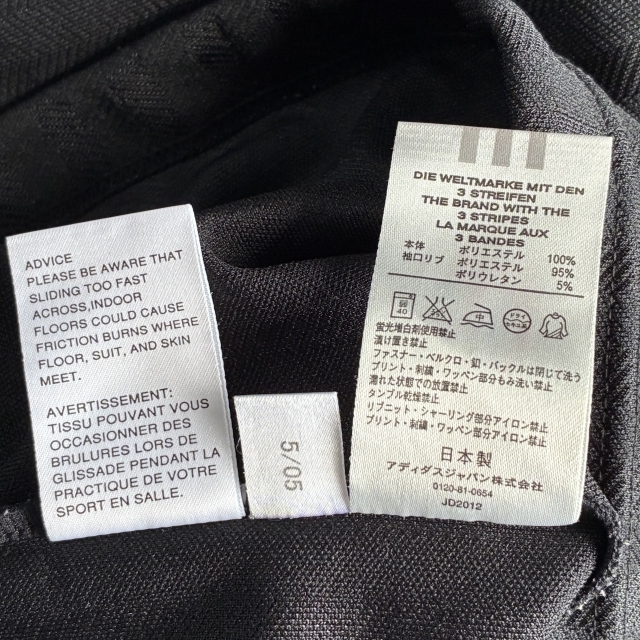 ADVICE
PLEASE BE AWARE THAT
SLIDING TOO FAST
ACROSS,INDOOR
FLOORS COULD CAUSE
FRICTION BURNS WHERE
FLOOR, SUIT, AND SKIN
MEET.
AVERTISSEMENT:
TISSU POUVANT VOUS
OCCASIONNER DES
BRULURES LORS DE
GLISSADE PENDANT LA
PRACTIQUE DE VOTRE
SPORT EN SALLE.
5/05
DIE WELTMARKE MIT DEN
3 STREIFEN
THE BRAND WITH THE
3 STRIPES
LA MARQUE AUX
3 BANDES
本体 ポリエステル 100%
袖口リブ ポリエステル 95%
ポリウレタン 5%
40 中 ドライ
蛍光増白剤使用禁止
漬け置き禁止
ファスナー・ベルクロ・釦・バックルは閉じて洗う
プリント・刺繍・ワッペン部分もみ洗い禁止
濡れた状態での放置禁止
タンブル乾燥禁止
リブニット・シャーリング部分アイロン禁止
プリント・刺繍・ワッペン部分アイロン禁止
日本製
アディダスジャパン株式会社
0120-81-0654
JD2012